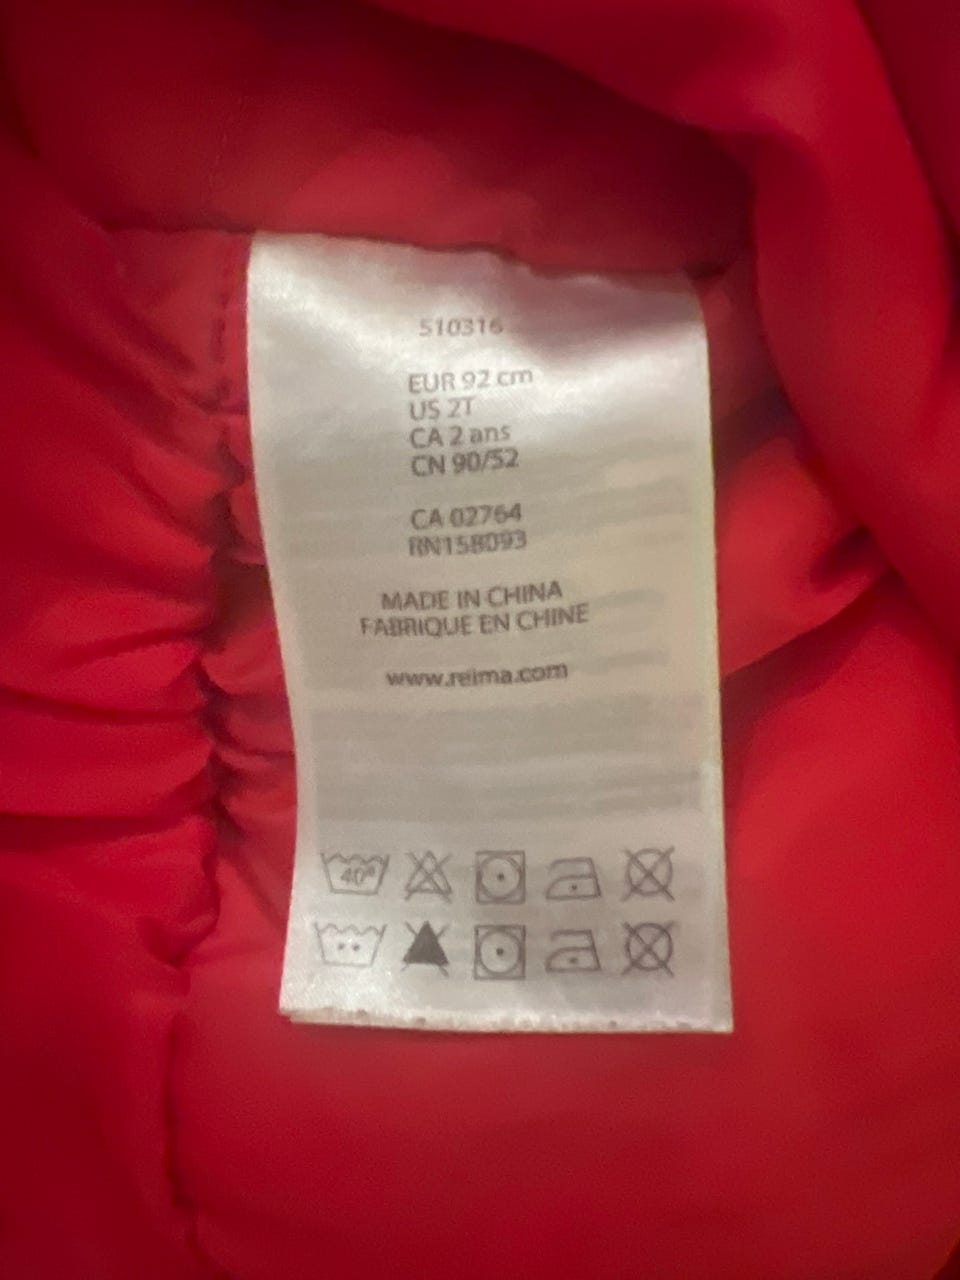 510316
EUR 92 cm
US 2T
CA 2 ans
CN 90/52
CA 02764
RN158093
MADE IN CHINA
FABRIQUE EN CHINE
www.reima.com
40°